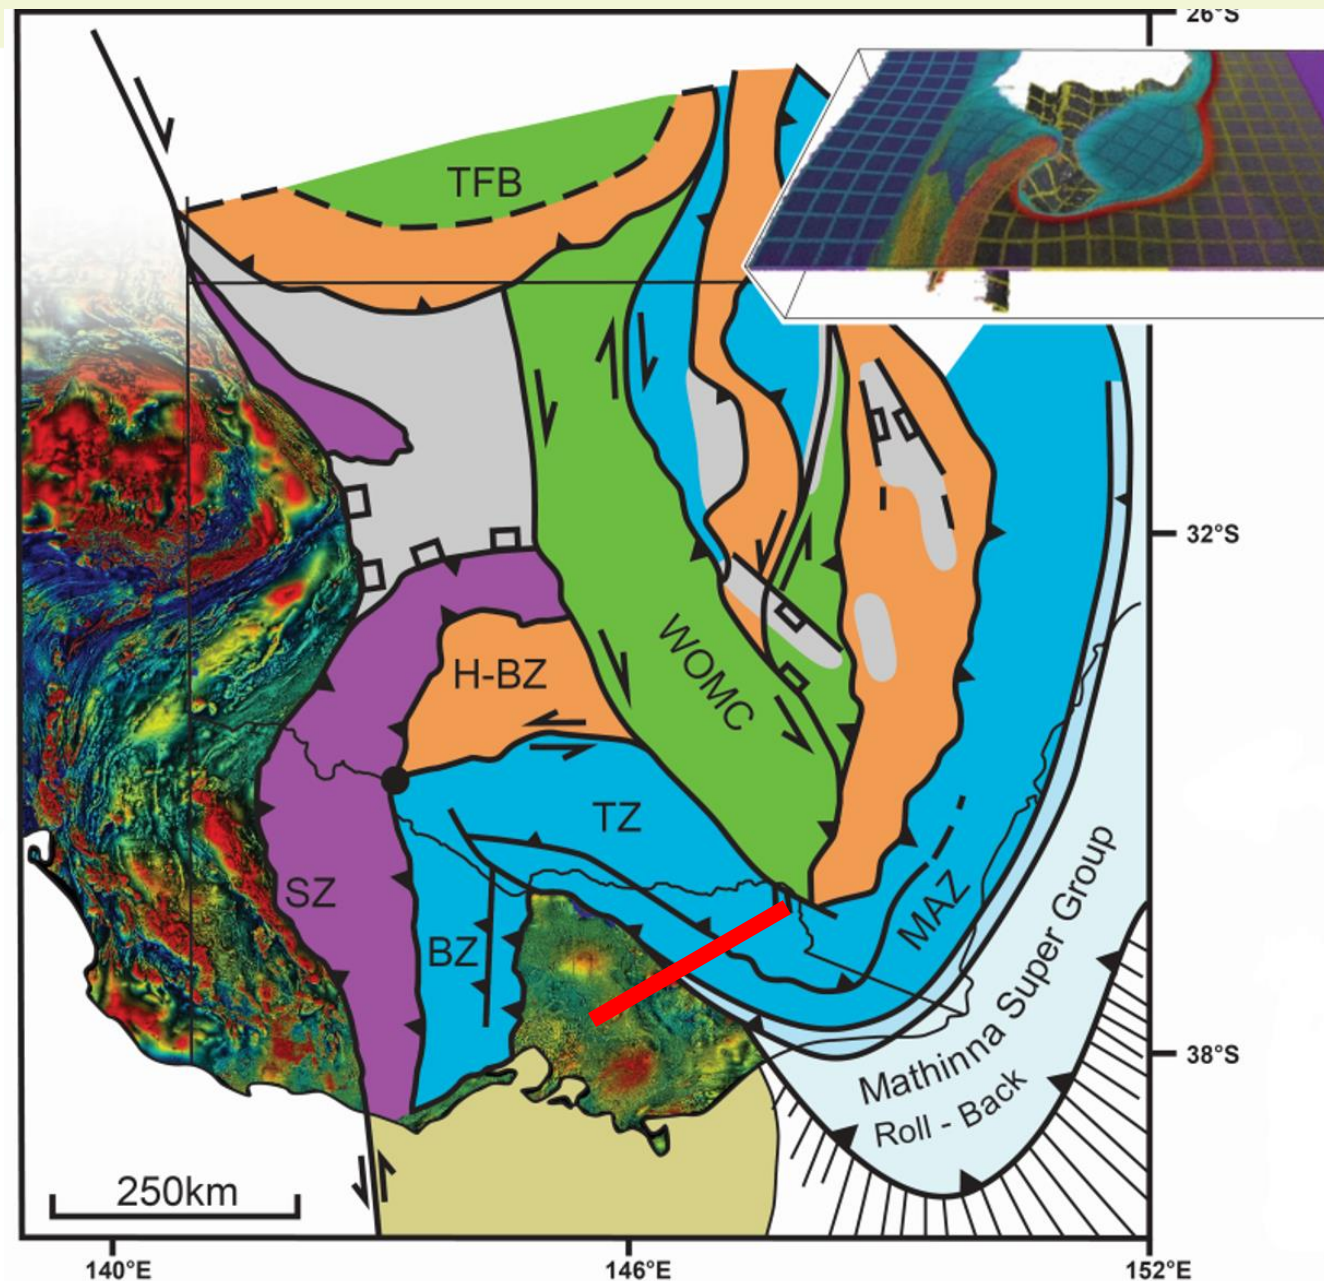 26°S
TFB
32°S
WOMC
H-BZ
TZ
SZ
MAZ
BZ
Mathinna Super Group
Roll - Back
38°S
250km
140°E
146°E
152°E